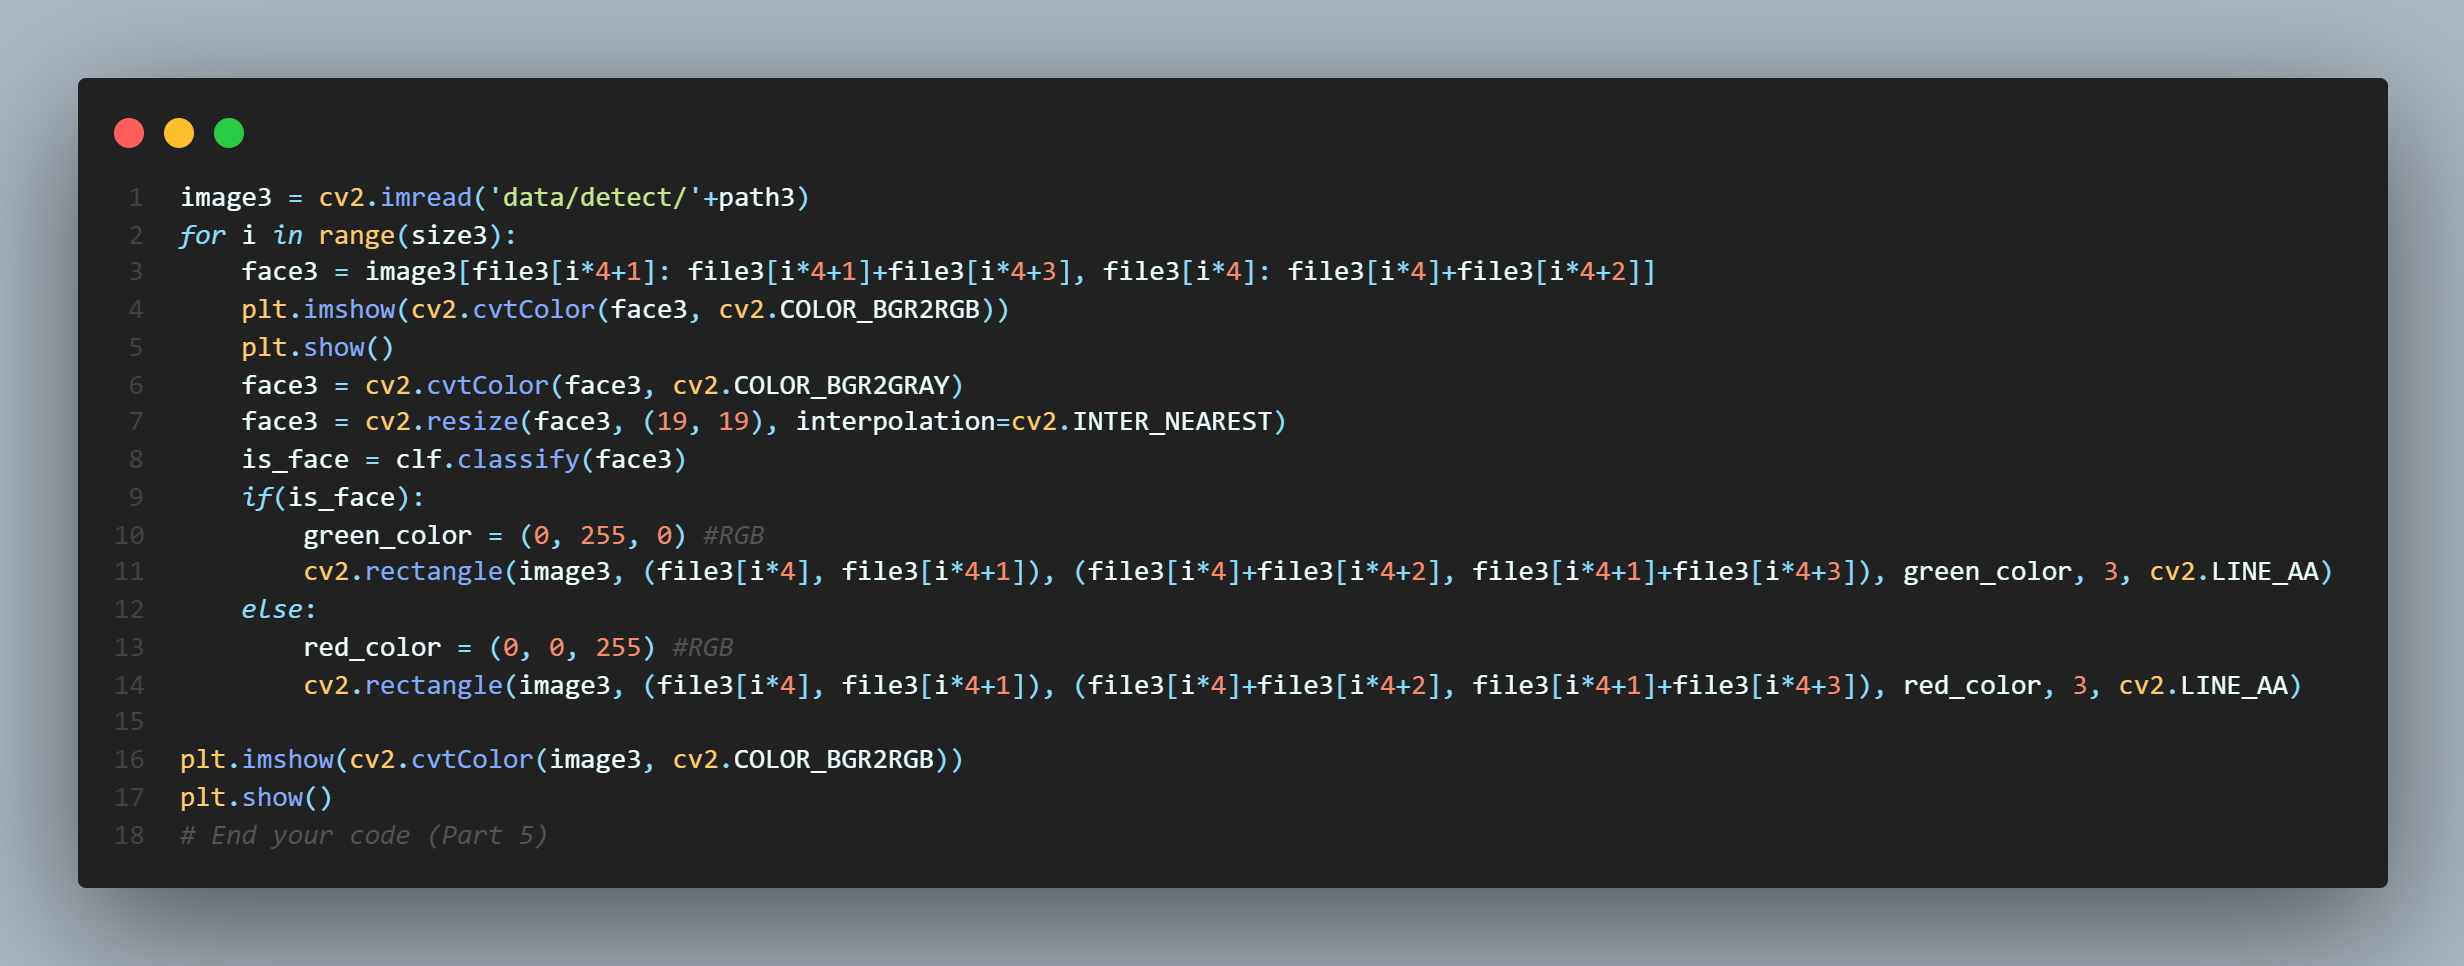 1 image3 = cv2.imread('data/detect/'+path3)
2 for i in range(size3):
3     face3 = image3[file3[i*4+1]: file3[i*4+1]+file3[i*4+3], file3[i*4]: file3[i*4]+file3[i*4+2]]
4     plt.imshow(cv2.cvtColor(face3, cv2.COLOR_BGR2RGB))
5     plt.show()
6     face3 = cv2.cvtColor(face3, cv2.COLOR_BGR2GRAY)
7     face3 = cv2.resize(face3, (19, 19), interpolation=cv2.INTER_NEAREST)
8     is_face = clf.classify(face3)
9     if(is_face):
10         green_color = (0, 255, 0) #RGB
11         cv2.rectangle(image3, (file3[i*4], file3[i*4+1]), (file3[i*4]+file3[i*4+2], file3[i*4+1]+file3[i*4+3]), green_color, 3, cv2.LINE_AA)
12     else:
13         red_color = (0, 0, 255) #RGB
14         cv2.rectangle(image3, (file3[i*4], file3[i*4+1]), (file3[i*4]+file3[i*4+2], file3[i*4+1]+file3[i*4+3]), red_color, 3, cv2.LINE_AA)
15
16 plt.imshow(cv2.cvtColor(image3, cv2.COLOR_BGR2RGB))
17 plt.show()
18 # End your code (Part 5)